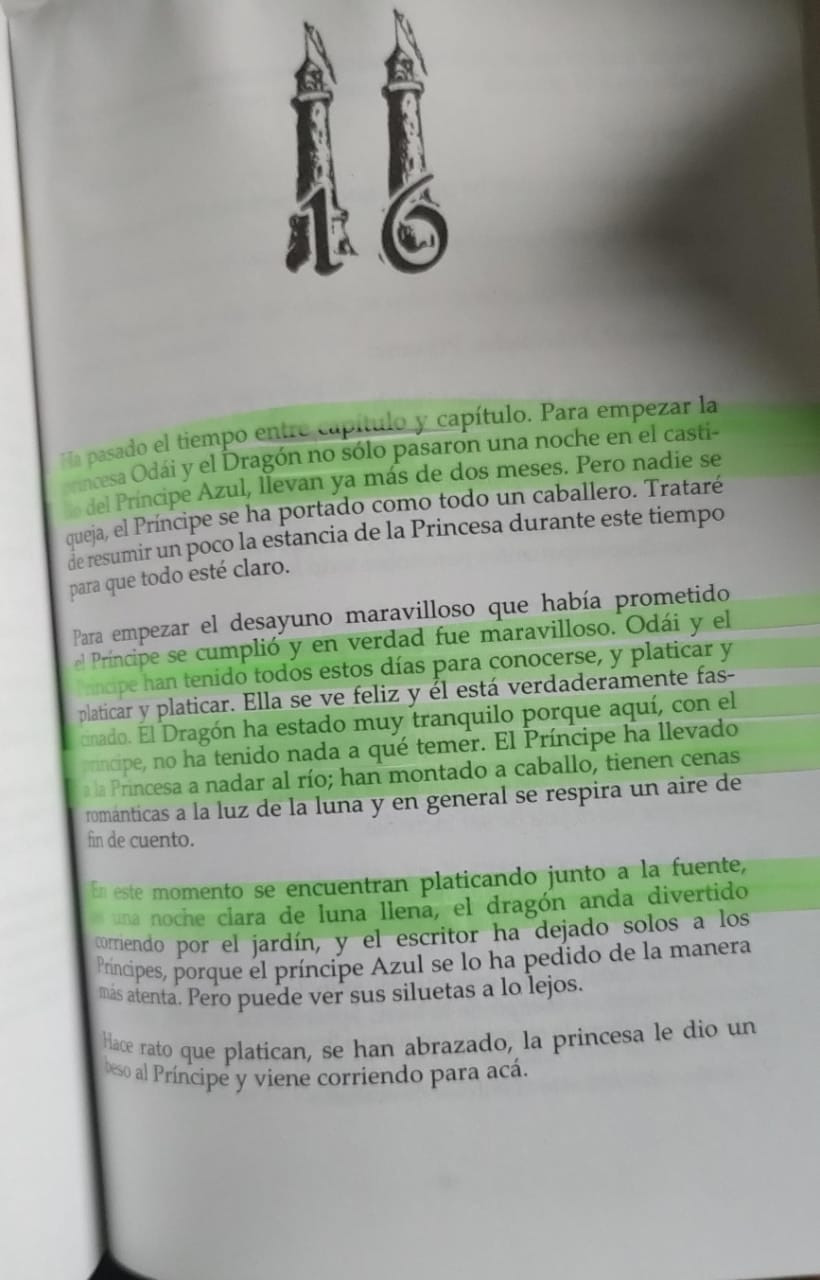 16
Ha pasado el tiempo entre capítulo y capítulo. Para empezar la
princesa Odái y el Dragón no sólo pasaron una noche en el casti-
llo del Príncipe Azul, llevan ya más de dos meses. Pero nadie se
queja, el Príncipe se ha portado como todo un caballero. Trataré
de resumir un poco la estancia de la Princesa durante este tiempo
para que todo esté claro.
Para empezar el desayuno maravilloso que había prometido
el Príncipe se cumplió y en verdad fue maravilloso. Odái y el
Príncipe han tenido todos estos días para conocerse, y platicar y
platicar y platicar. Ella se ve feliz y él está verdaderamente fas-
cinado. El Dragón ha estado muy tranquilo porque aquí, con el
príncipe, no ha tenido nada a qué temer. El Príncipe ha llevado
a la Princesa a nadar al río; han montado a caballo, tienen cenas
románticas a la luz de la luna y en general se respira un aire de
fin de cuento.
En este momento se encuentran platicando junto a la fuente,
es una noche clara de luna llena, el dragón anda divertido
corriendo por el jardín, y el escritor ha dejado solos a los
Príncipes, porque el príncipe Azul se lo ha pedido de la manera
más atenta. Pero puede ver sus siluetas a lo lejos.
Hace rato que platican, se han abrazado, la princesa le dio un
beso al Príncipe y viene corriendo para acá.